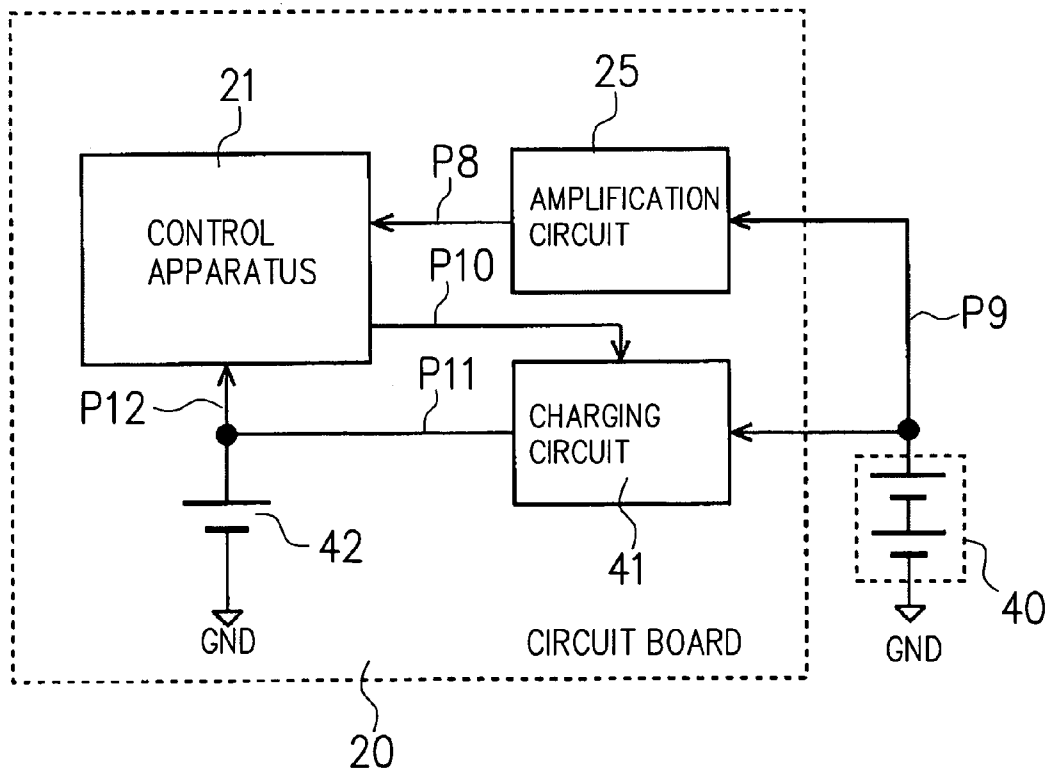 21
25
P8
CONTROL
APPARATUS
AMPLIFICATION
CIRCUIT
P10
P9
P11
P12
CHARGING
CIRCUIT
42
41
40
GND
CIRCUIT BOARD
GND
20